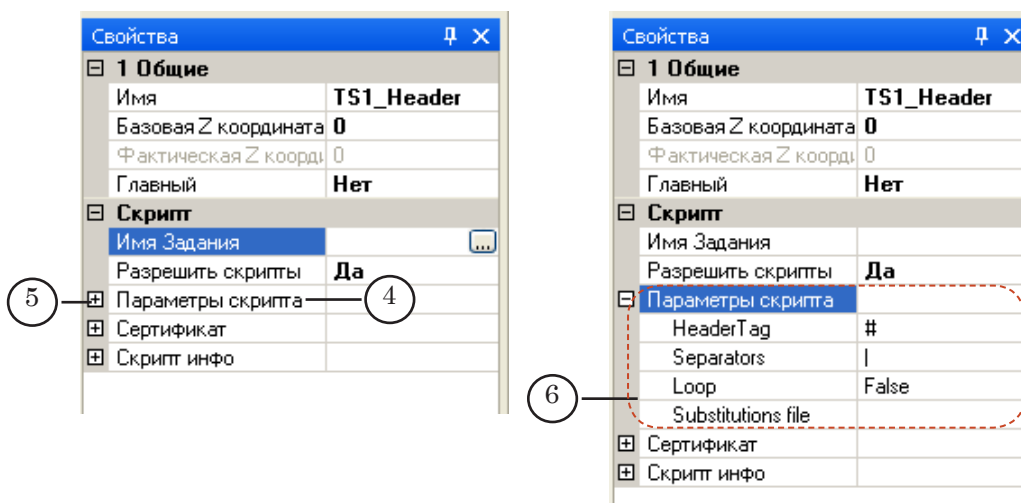 Свойства
1 Общие
Имя TS1_Header
Базовая Z координата 0
Фактическая Z коорди 0
Главный Нет
Скрипт
Имя Задания ...
Разрешить скрипты Да
5 Параметры скрипта 4
Сертификат
Скрипт инфо
Свойства
1 Общие
Имя TS1_Header
Базовая Z координата 0
Фактическая Z коорди 0
Главный Нет
Скрипт
Имя Задания
Разрешить скрипты Да
Параметры скрипта
HeaderTag #
Separators |
Loop False
6
Substitutions file
Сертификат
Скрипт инфо